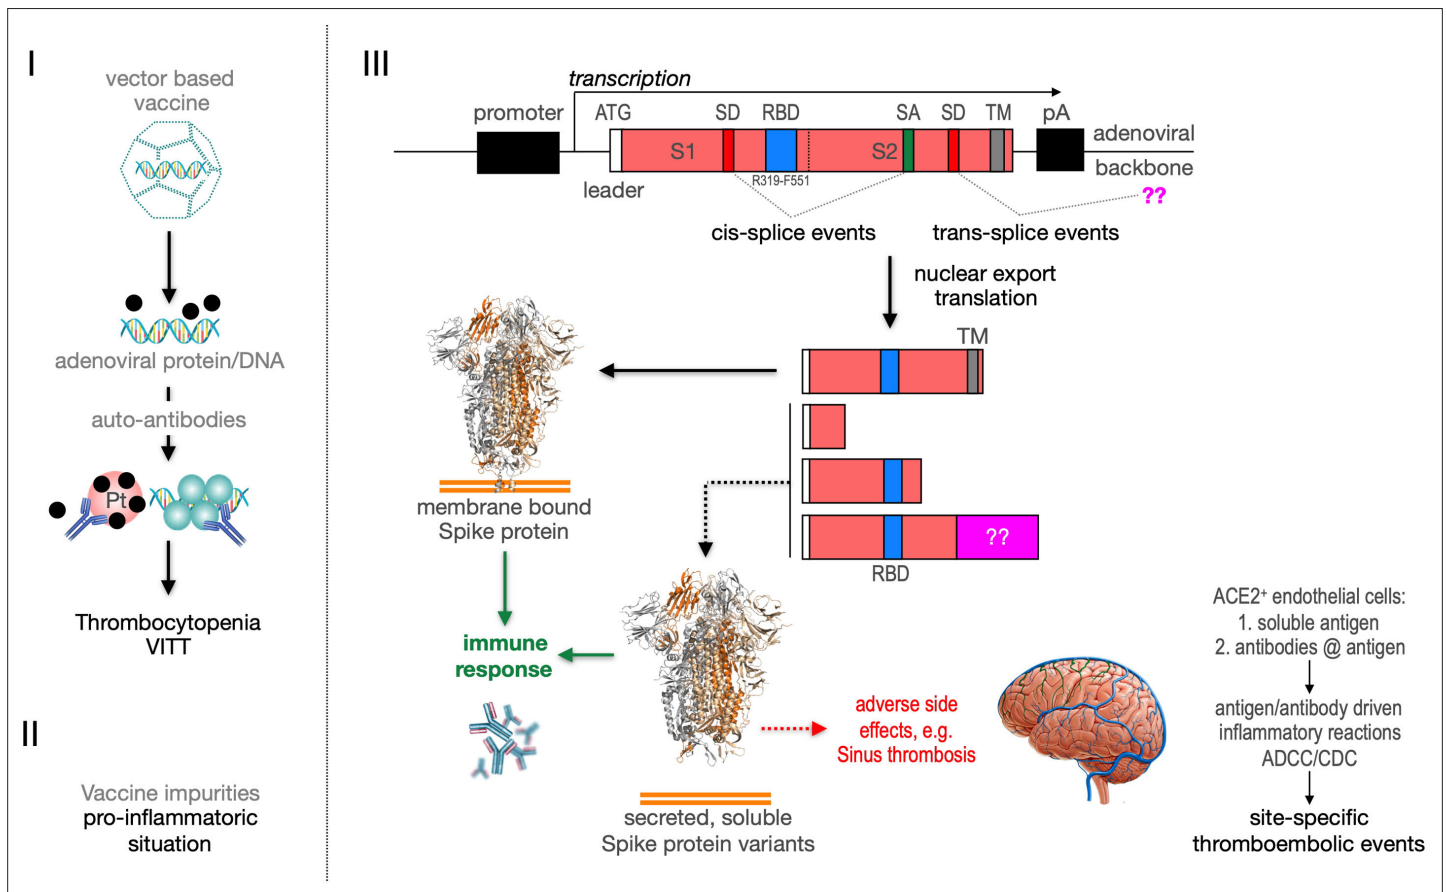 I
vector based
vaccine
adenoviral protein/DNA
auto-antibodies
Pt
Thrombocytopenia
VITT
II
Vaccine impurities
pro-inflammatoric
situation
III
transcription
promoter
ATG
SD
RBD
SA
SD
TM
pA
adenoviral
backbone
S1
S2
R319-F551
leader
??
cis-splice events
trans-splice events
nuclear export
translation
TM
??
RBD
membrane bound
Spike protein
immune
response
secreted, soluble
Spike protein variants
adverse side
effects, e.g.
Sinus thrombosis
ACE2⁺ endothelial cells:
1. soluble antigen
2. antibodies @ antigen
antigen/antibody driven
inflammatory reactions
ADCC/CDC
site-specific
thromboembolic events